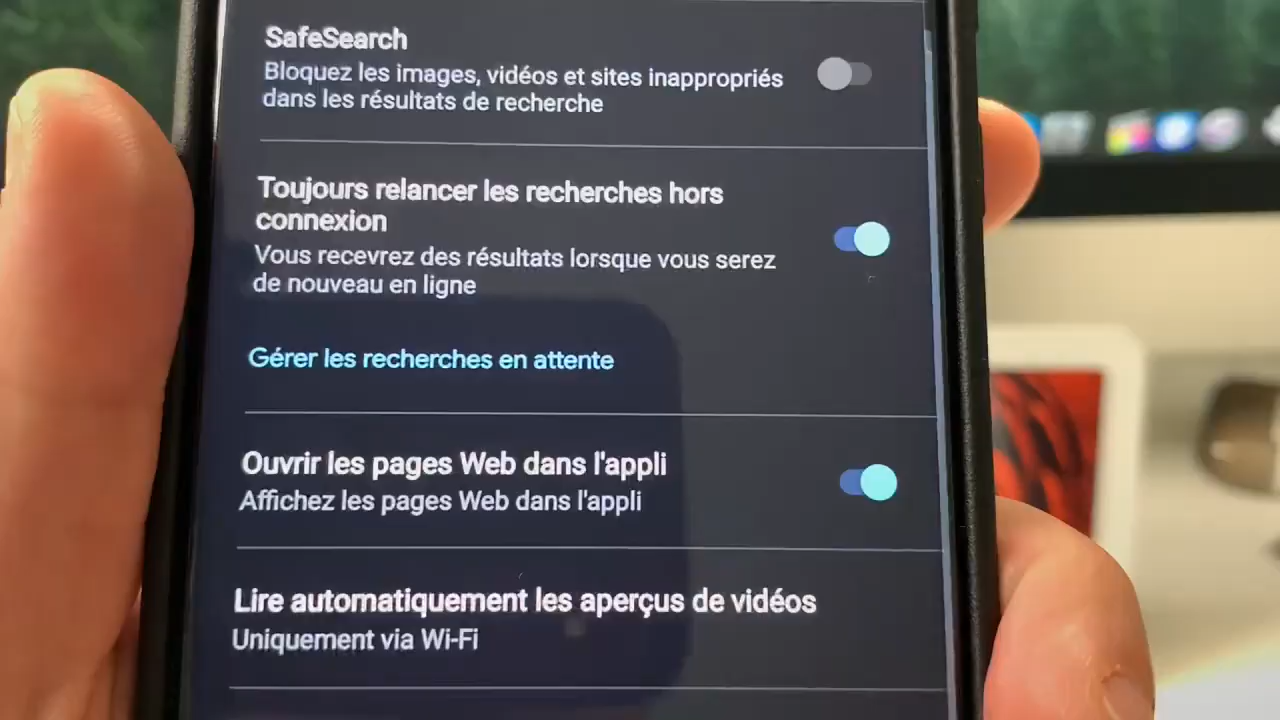 SafeSearch
Bloquez les images, vidéos et sites inappropriés
dans les résultats de recherche
Toujours relancer les recherches hors
connexion
Vous recevrez des résultats lorsque vous serez
de nouveau en ligne
Gérer les recherches en attente
Ouvrir les pages Web dans l'appli
Affichez les pages Web dans l'appli
Lire automatiquement les aperçus de vidéos
Uniquement via Wi-Fi